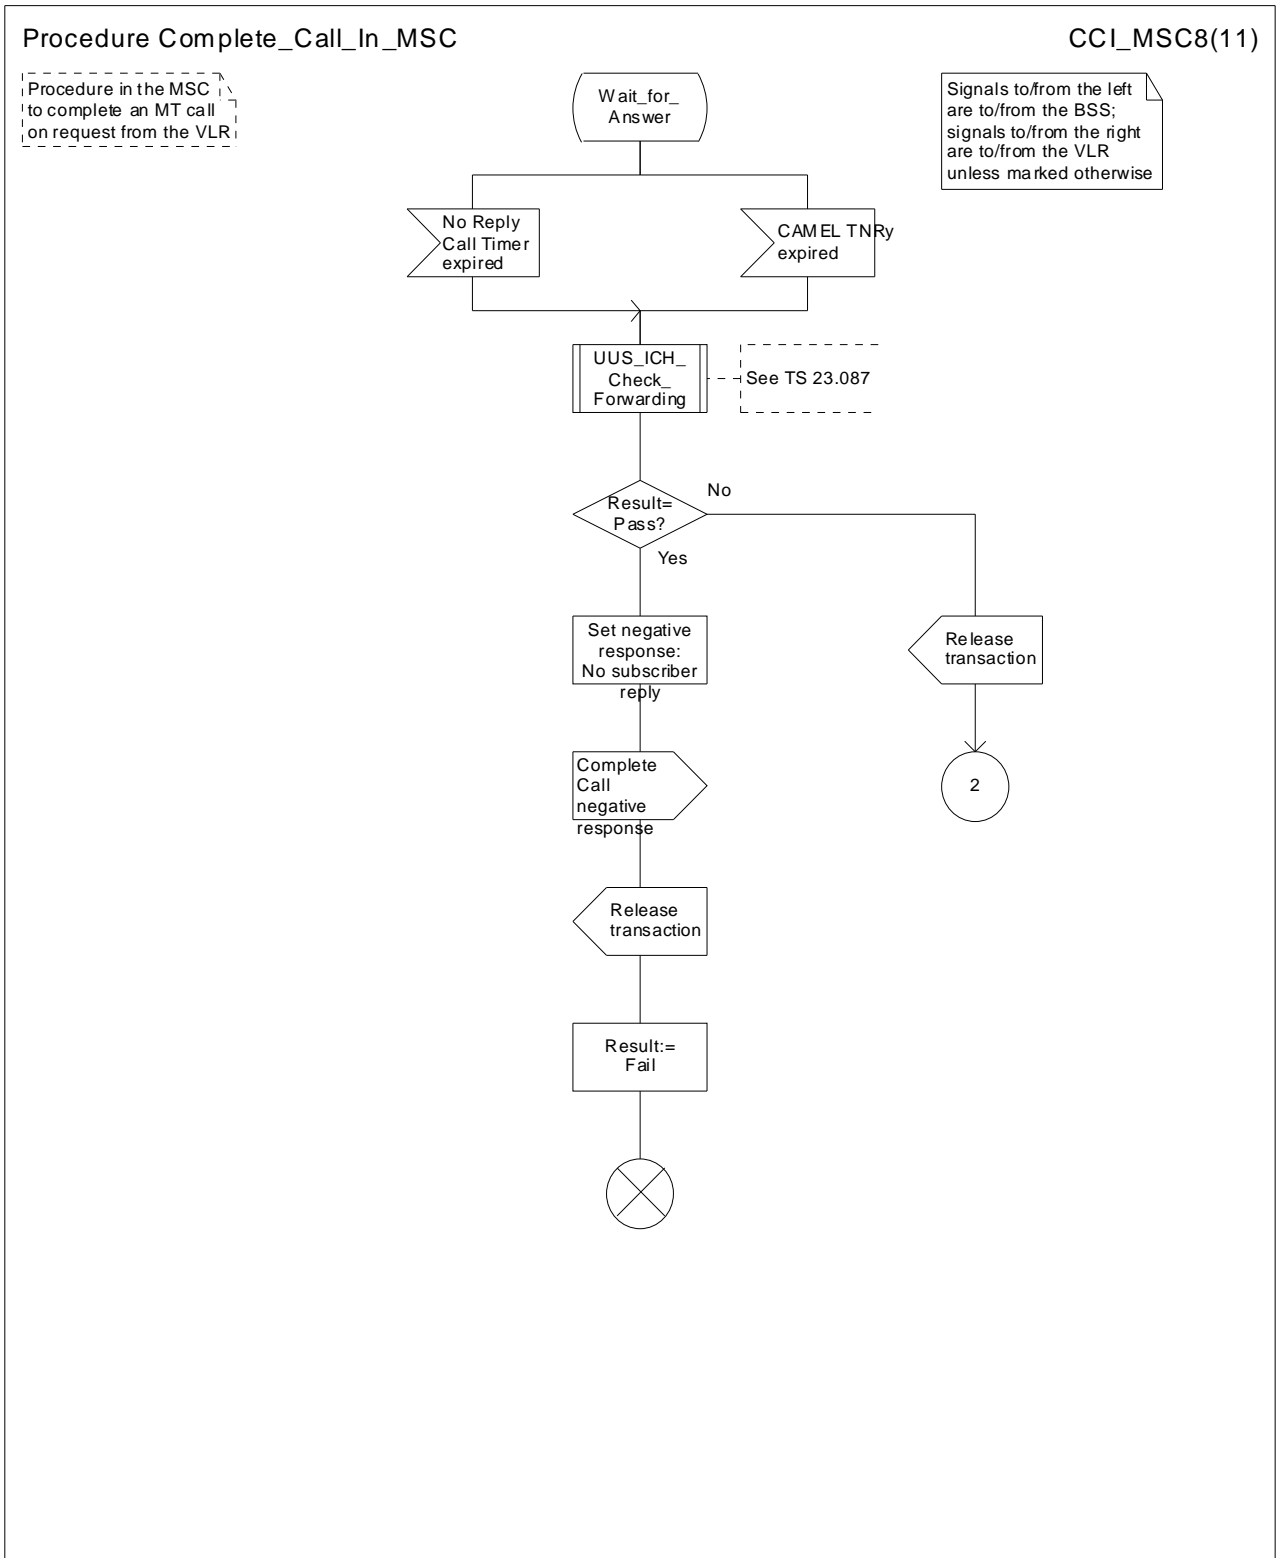 Procedure Complete_Call_In_MSC
CCI_MSC8(11)
Procedure in the MSC
to complete an MT call
on request from the VLR
Signals to/from the left
are to/from the BSS;
signals to/from the right
are to/from the VLR
unless marked otherwise
Wait_for_
Answer
No Reply
Call Timer
expired
CAMEL TNRy
expired
UUS_ICH_
Check_
Forwarding
See TS 23.087
Result=
Pass?
No
Yes
Set negative
response:
No subscriber
reply
Release
transaction
Complete
Call
negative
response
2
Release
transaction
Result:=
Fail